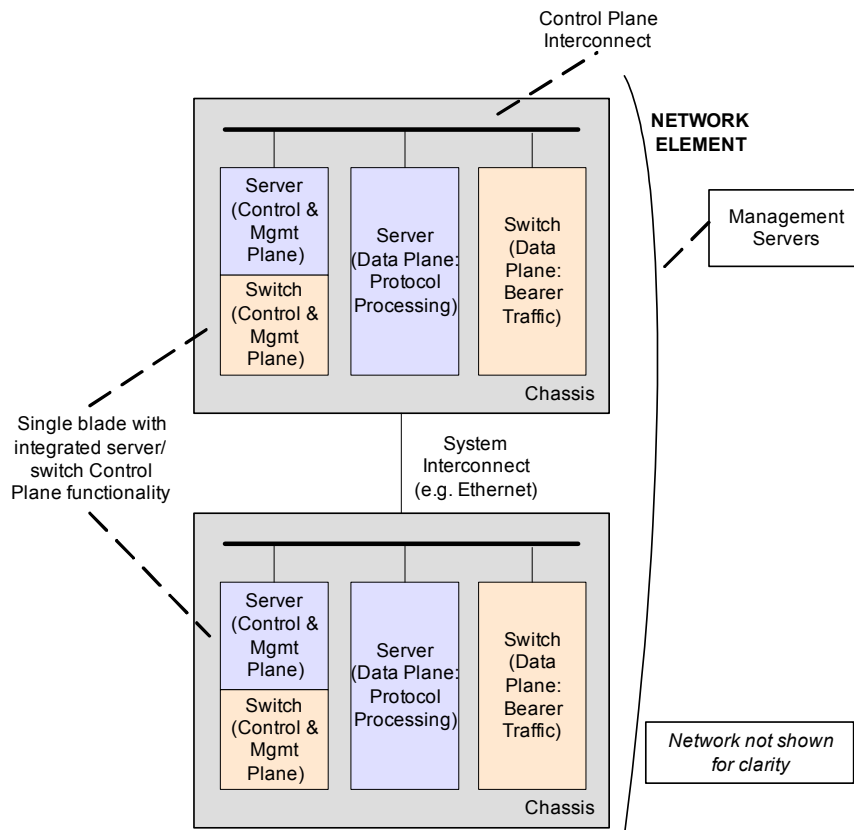 Control Plane
Interconnect
NETWORK
ELEMENT
Management
Servers
Server
(Control &
Mgmt
Plane)
Switch
(Control &
Mgmt
Plane)
Server
(Data Plane:
Protocol
Processing)
Switch
(Data
Plane:
Bearer
Traffic)
Chassis
Single blade with
integrated server/
switch Control
Plane functionality
System
Interconnect
(e.g. Ethernet)
Server
(Control &
Mgmt
Plane)
Switch
(Control &
Mgmt
Plane)
Server
(Data Plane:
Protocol
Processing)
Switch
(Data
Plane:
Bearer
Traffic)
Chassis
Network not shown
for clarity